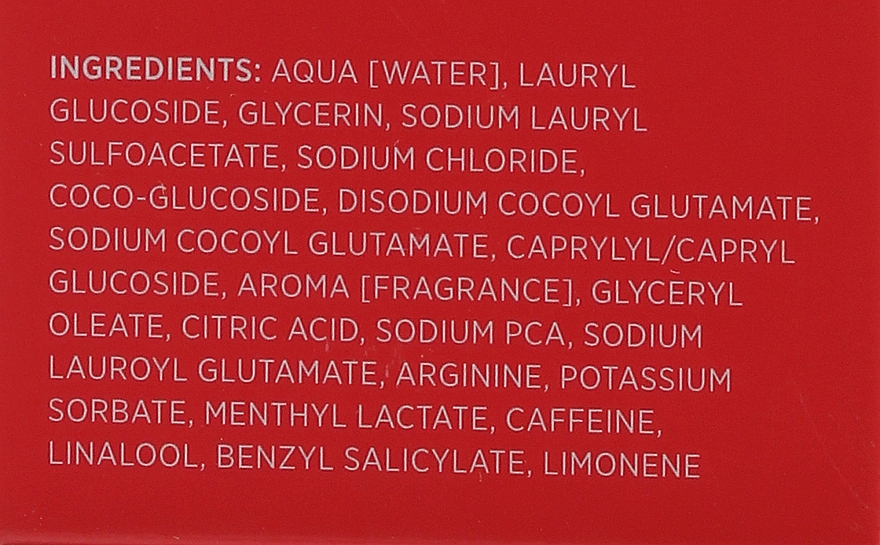 INGREDIENTS: AQUA [WATER], LAURYL
GLUCOSIDE, GLYCERIN, SODIUM LAURYL
SULFOACETATE, SODIUM CHLORIDE,
COCO-GLUCOSIDE, DISODIUM COCOYL GLUTAMATE,
SODIUM COCOYL GLUTAMATE, CAPRYLYL/CAPRYL
GLUCOSIDE, AROMA [FRAGRANCE], GLYCERYL
OLEATE, CITRIC ACID, SODIUM PCA, SODIUM
LAUROYL GLUTAMATE, ARGININE, POTASSIUM
SORBATE, MENTHYL LACTATE, CAFFEINE,
LINALOOL, BENZYL SALICYLATE, LIMONENE